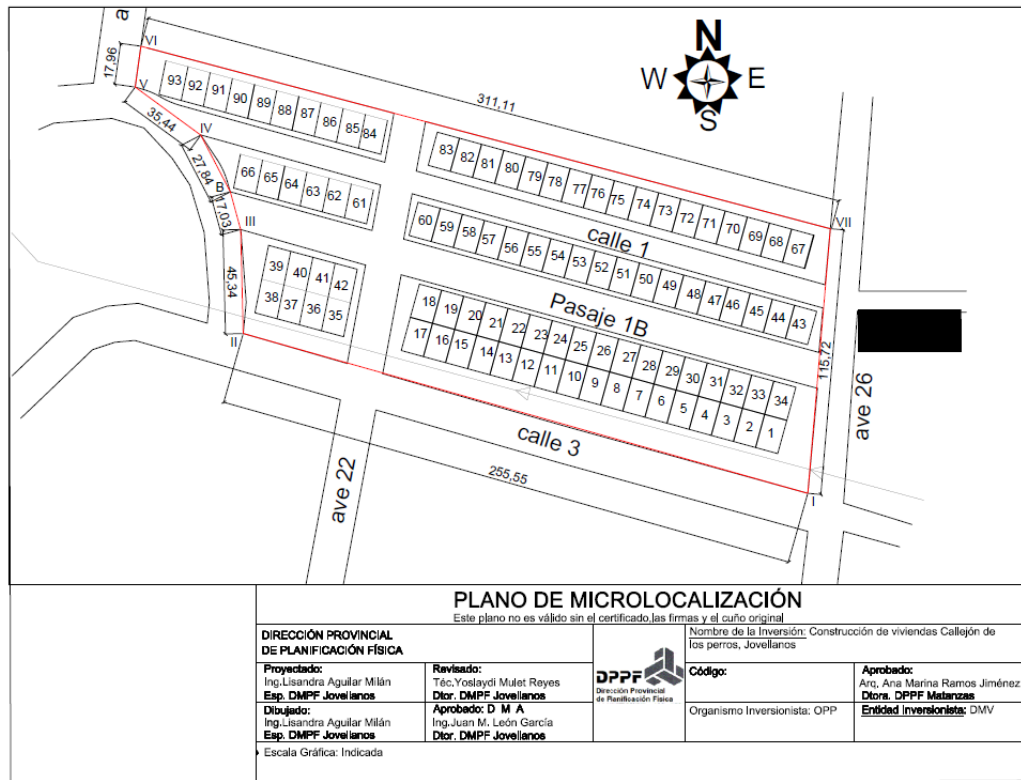 a
VI
N
W E
S
17,96
V
93 92 91 90 89 88 87 86 85 84
311,11
35,44
IV
83 82 81 80 79 78 77 76 75 74 73 72 71 70 69 68 67
VII
27,84
B
66 65 64 63 62 61
17,03
III
60 59 58 57 56 55 54 53 52 51 50 49 48 47 46 45 44 43
calle 1
Pasaje 1B
45,34
39 40 41 42
38 37 36 35
II
18 19 20 21 22 23 24 25 26 27 28 29 30 31 32 33 34
17 16 15 14 13 12 11 10 9 8 7 6 5 4 3 2 1
115,72
ave 26
calle 3
255,55
ave 22
I
PLANO DE MICROLOCALIZACIÓN
Este plano no es válido sin el certificado,las firmas y el cuño original
DIRECCIÓN PROVINCIAL
DE PLANIFICACIÓN FÍSICA
Nombre de la Inversión: Construcción de viviendas Callejón de
los perros, Jovellanos
Proyectado:
Ing.Lisandra Aguilar Milán
Esp. DMPF Jovellanos
Revisado:
Téc.Yoslaydi Mulet Reyes
Dtor. DMPF Jovellanos
DPPF
Dirección Provincial
de Planificación Física
Código:
Aprobado:
Arq. Ana Marina Ramos Jiménez
Dtora. DPPF Matanzas
Dibujado:
Ing.Lisandra Aguilar Milán
Esp. DMPF Jovellanos
Aprobado: D M A
Ing.Juan M. León García
Dtor. DMPF Jovellanos
Organismo Inversionista: OPP
Entidad Inversionista: DMV
Escala Gráfica: Indicada